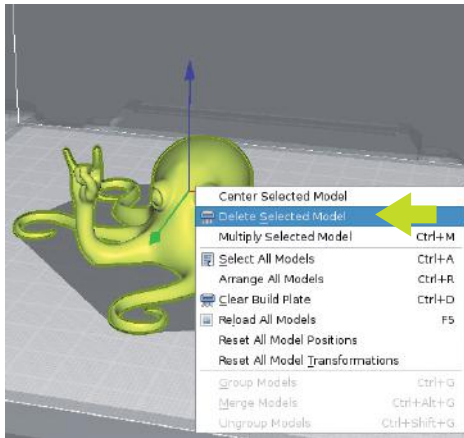 Center Selected Model
Delete Selected Model
Multiply Selected Model Ctrl+M
Select All Models Ctrl+A
Arrange All Models Ctrl+R
Clear Build Plate Ctrl+D
Reload All Models F5
Reset All Model Positions
Reset All Model Transformations
Group Models Ctrl+G
Merge Models Ctrl+Alt+G
Ungroup Models Ctrl+Shift+G